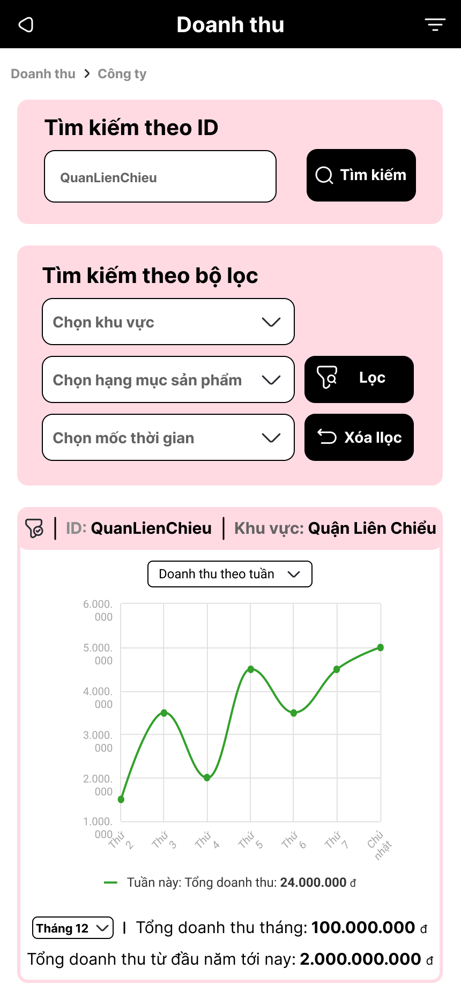 Doanh thu
Doanh thu > Công ty
Tìm kiếm theo ID
QuanLienChieu
Tìm kiếm
Tìm kiếm theo bộ lọc
Chọn khu vực
Chọn hạng mục sản phẩm
Lọc
Chọn mốc thời gian
Xóa llọc
ID: QuanLienChieu | Khu vực: Quận Liên Chiểu
Doanh thu theo tuần
6.000.
000
5.000.
000
4.000.
000
3.000.
000
2.000.
000
1.000.
000
Thứ
2
Thứ
3
Thứ
4
Thứ
5
Thứ
6
Thứ
7
Chủ
nhật
Tuần này: Tổng doanh thu: 24.000.000 đ
Tháng 12 | Tổng doanh thu tháng: 100.000.000 đ
Tổng doanh thu từ đầu năm tới nay: 2.000.000.000 đ